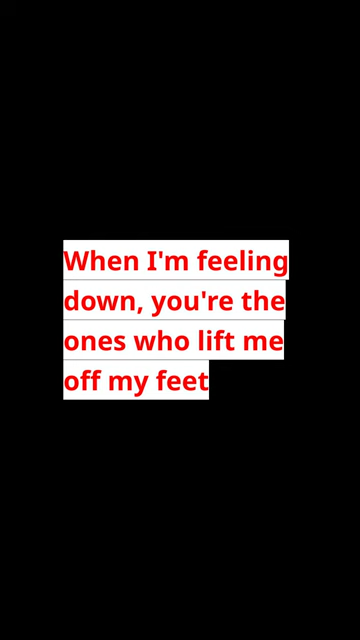 When I'm feeling
down, you're the
ones who lift me
off my feet